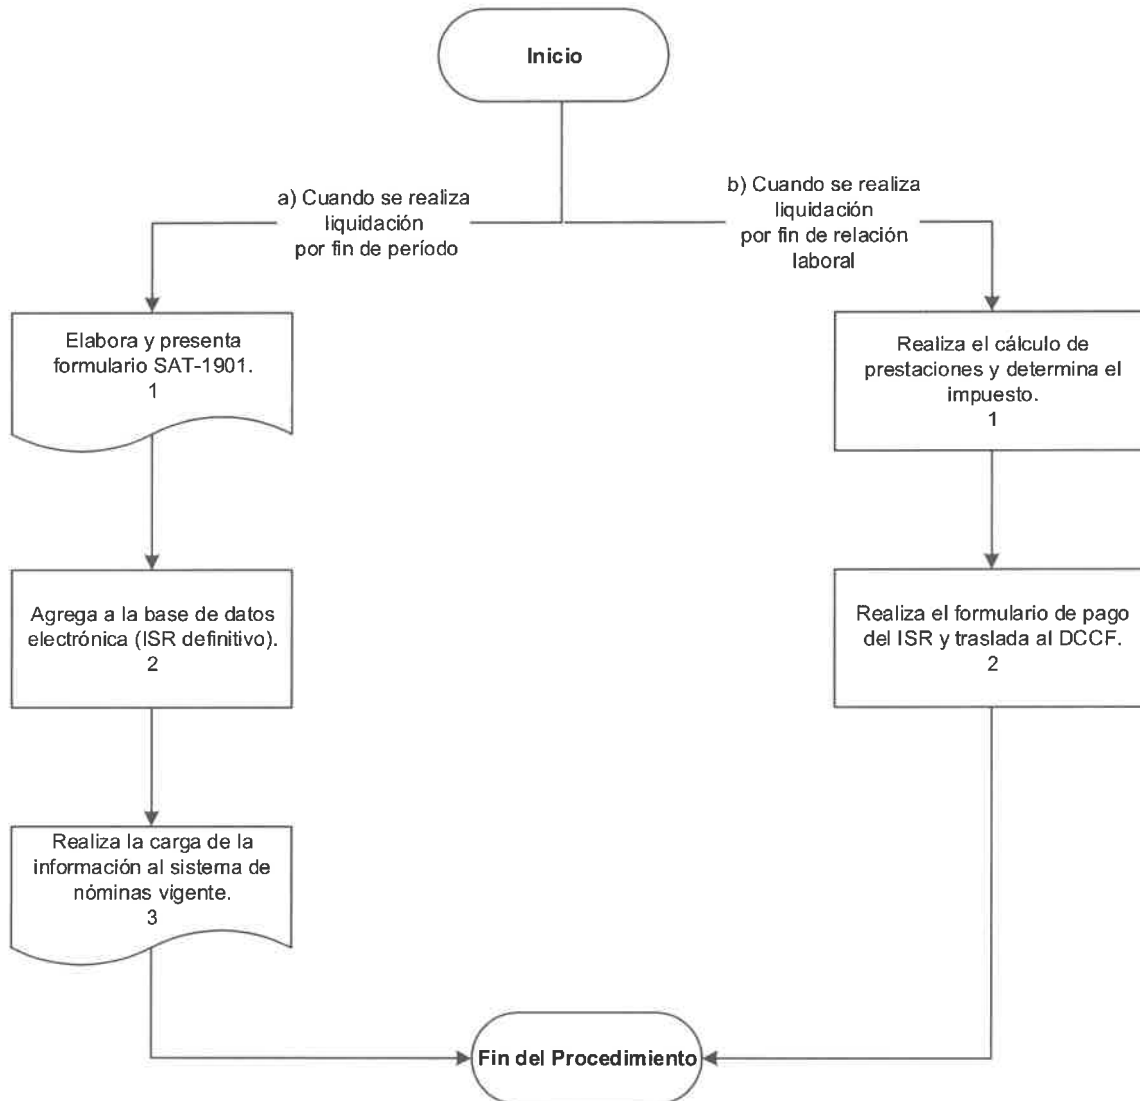 Inicio
a) Cuando se realiza
liquidación
por fin de período
b) Cuando se realiza
liquidación
por fin de relación
laboral
Elabora y presenta
formulario SAT-1901.
1
Realiza el cálculo de
prestaciones y determina el
impuesto.
1
Agrega a la base de datos
electrónica (ISR definitivo).
2
Realiza el formulario de pago
del ISR y traslada al DCCF.
2
Realiza la carga de la
información al sistema de
nóminas vigente.
3
Fin del Procedimiento